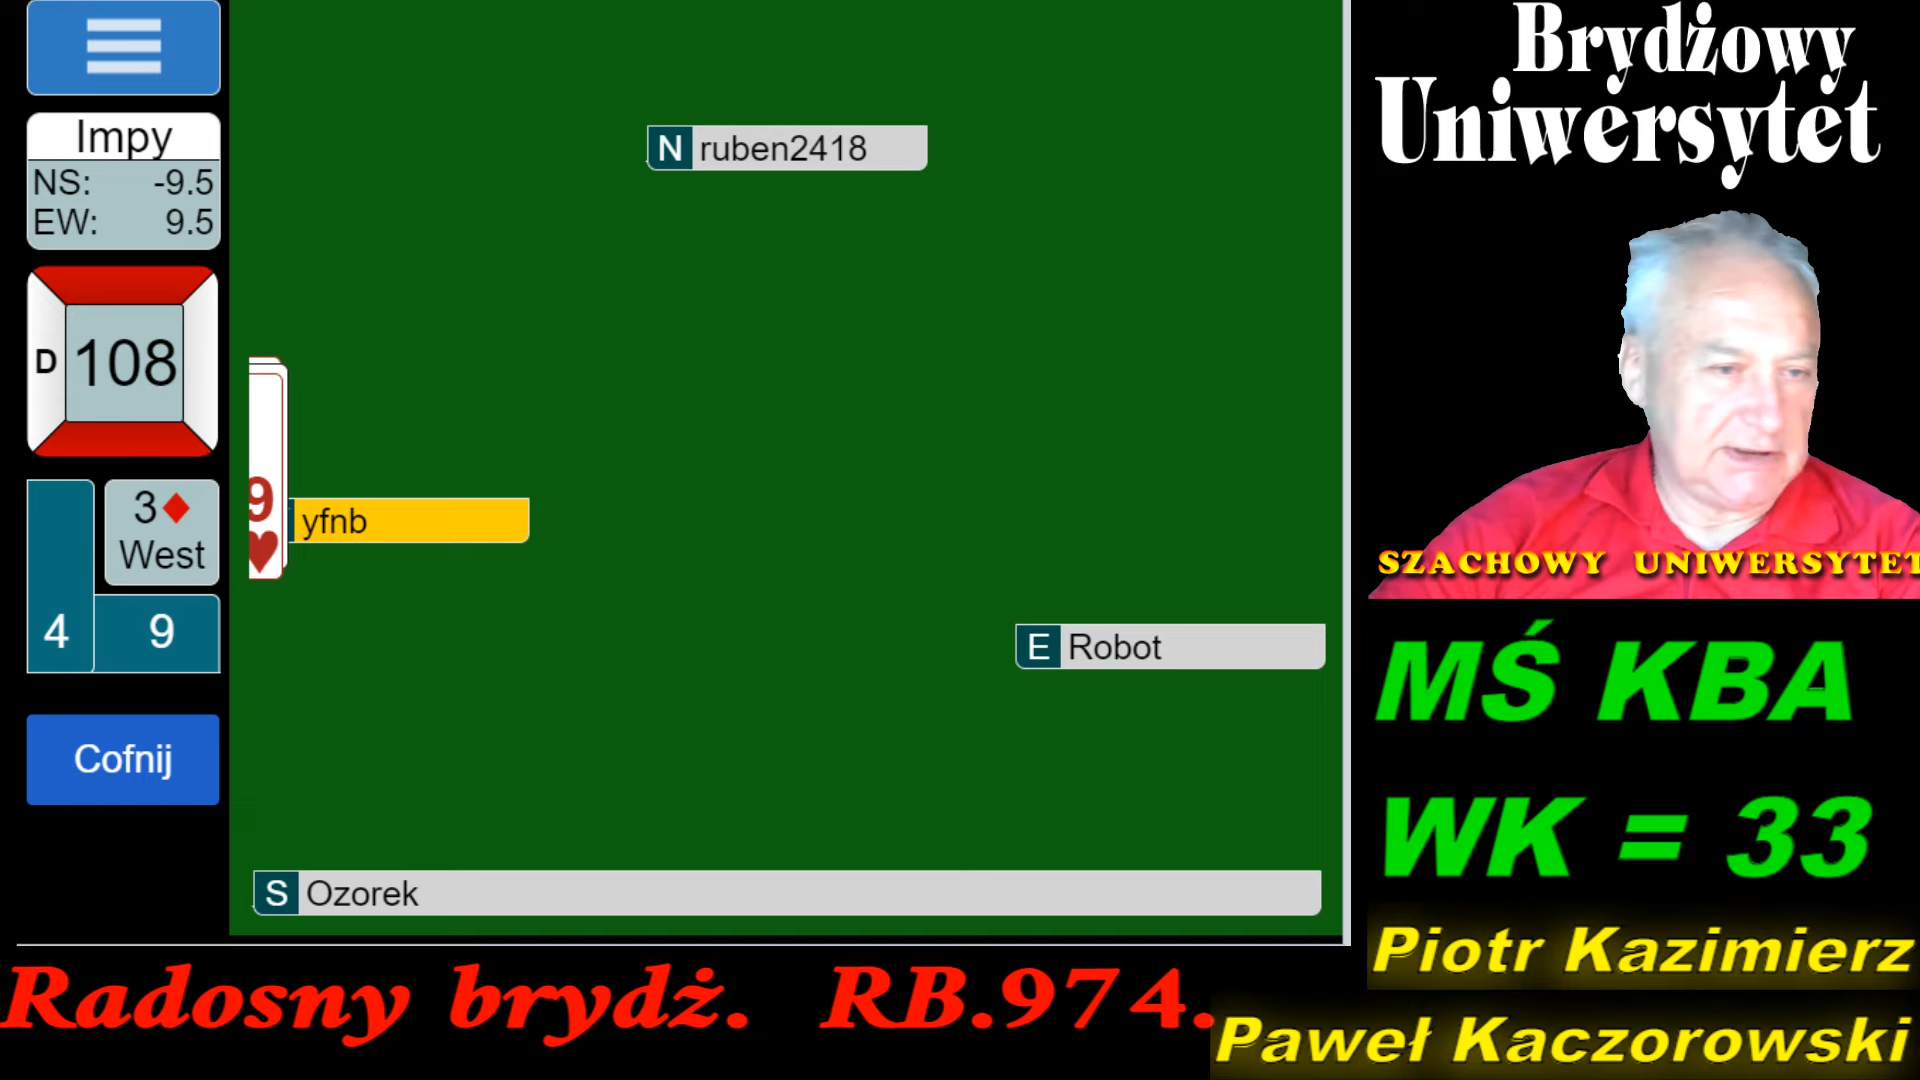 Impy
NS: -9.5
EW: 9.5
D 108
3♦
West
4 9
Cofnij
N ruben2418
9
yfnb
E Robot
S Ozorek
Brydżowy
Uniwersytet
SZACHOWY UNIWERSYTET
MŚ KBA
WK = 33
Piotr Kazimierz
Paweł Kaczorowski
Radosny brydż. RB.974.